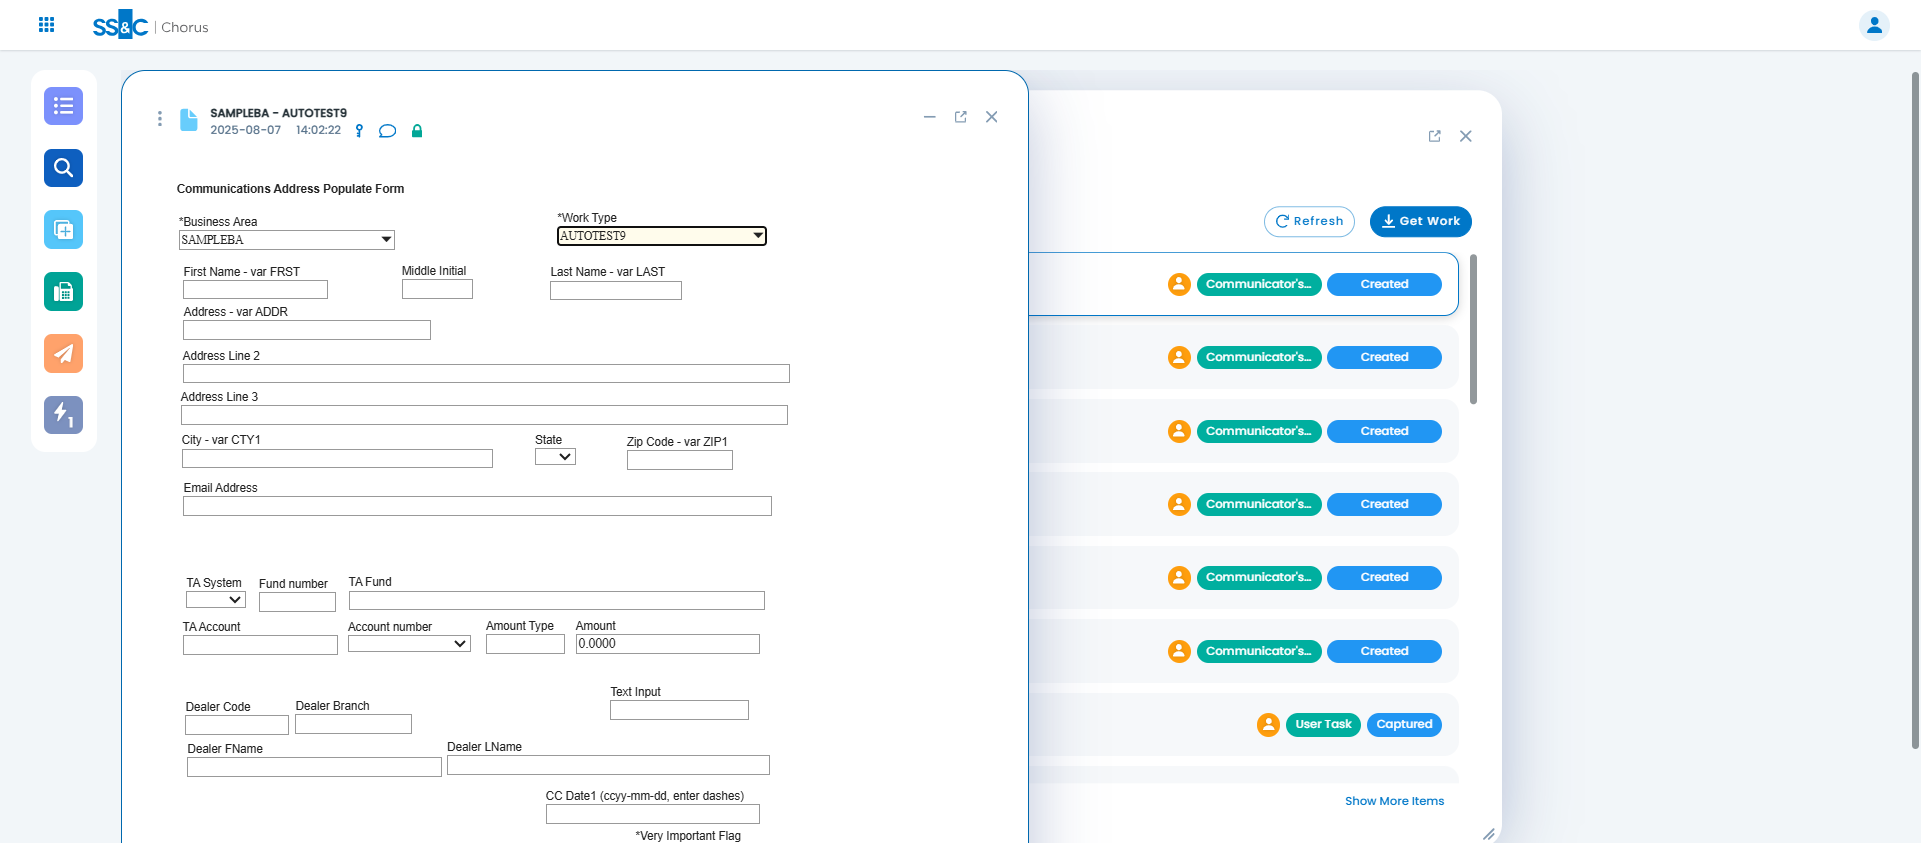 SS&C | Chorus
SAMPLEBA - AUTOTEST9
2025-08-07 14:02:22
Communications Address Populate Form
*Business Area
SAMPLEBA
*Work Type
AUTOTEST9
First Name - var FRST
Middle Initial
Last Name - var LAST
Address - var ADDR
Address Line 2
Address Line 3
City - var CTY1
State
Zip Code - var ZIP1
Email Address
TA System
Fund number
TA Fund
TA Account
Account number
Amount Type
Amount
0.0000
Text Input
Dealer Code
Dealer Branch
Dealer FName
Dealer LName
CC Date1 (ccyy-mm-dd, enter dashes)
*Very Important Flag
1
Refresh
Get Work
Communicator's... Created
Communicator's... Created
Communicator's... Created
Communicator's... Created
Communicator's... Created
Communicator's... Created
User Task Captured
Show More Items